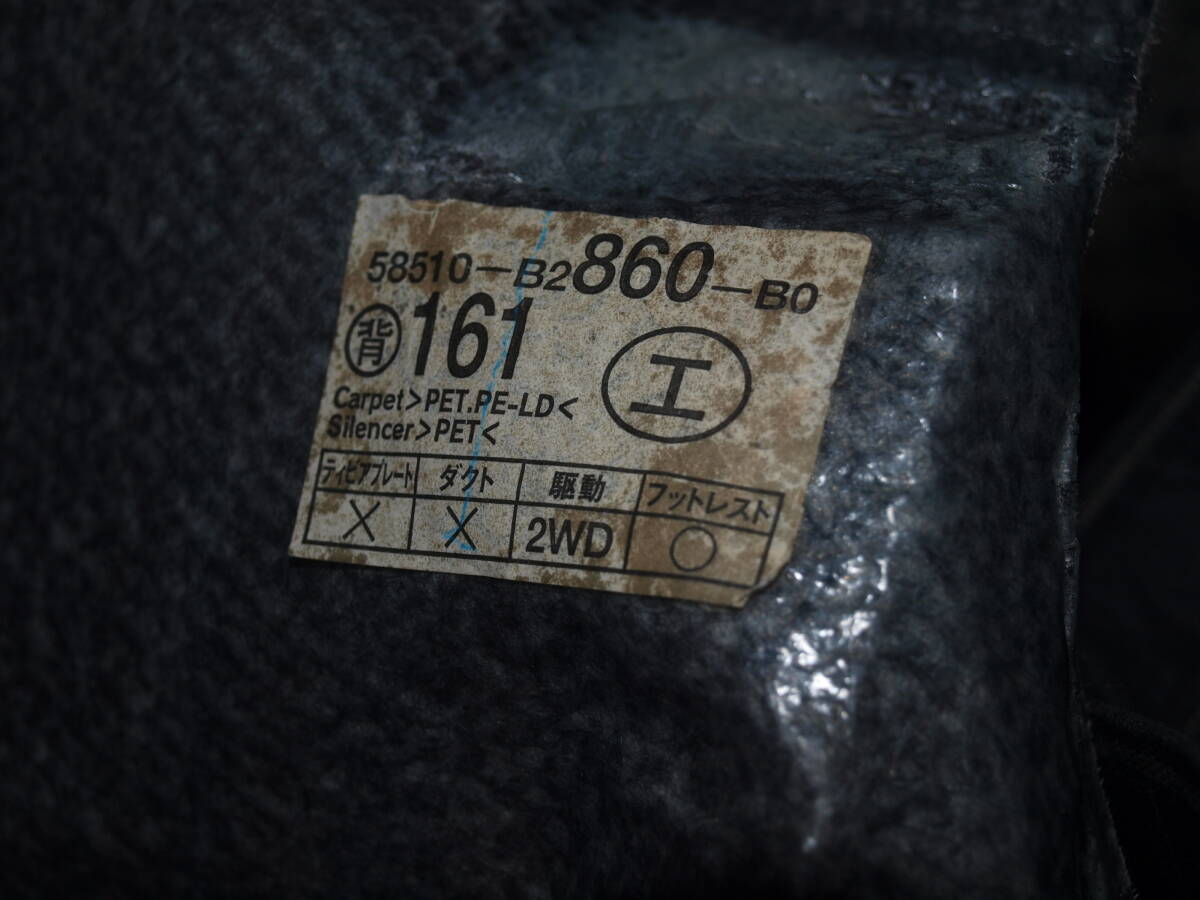 58510-B2860-B0
背 161
エ
Carpet>PET.PE-LD<
Silencer>PET<
ティビアプレート ダクト 駆動 フットレスト
× × 2WD ○